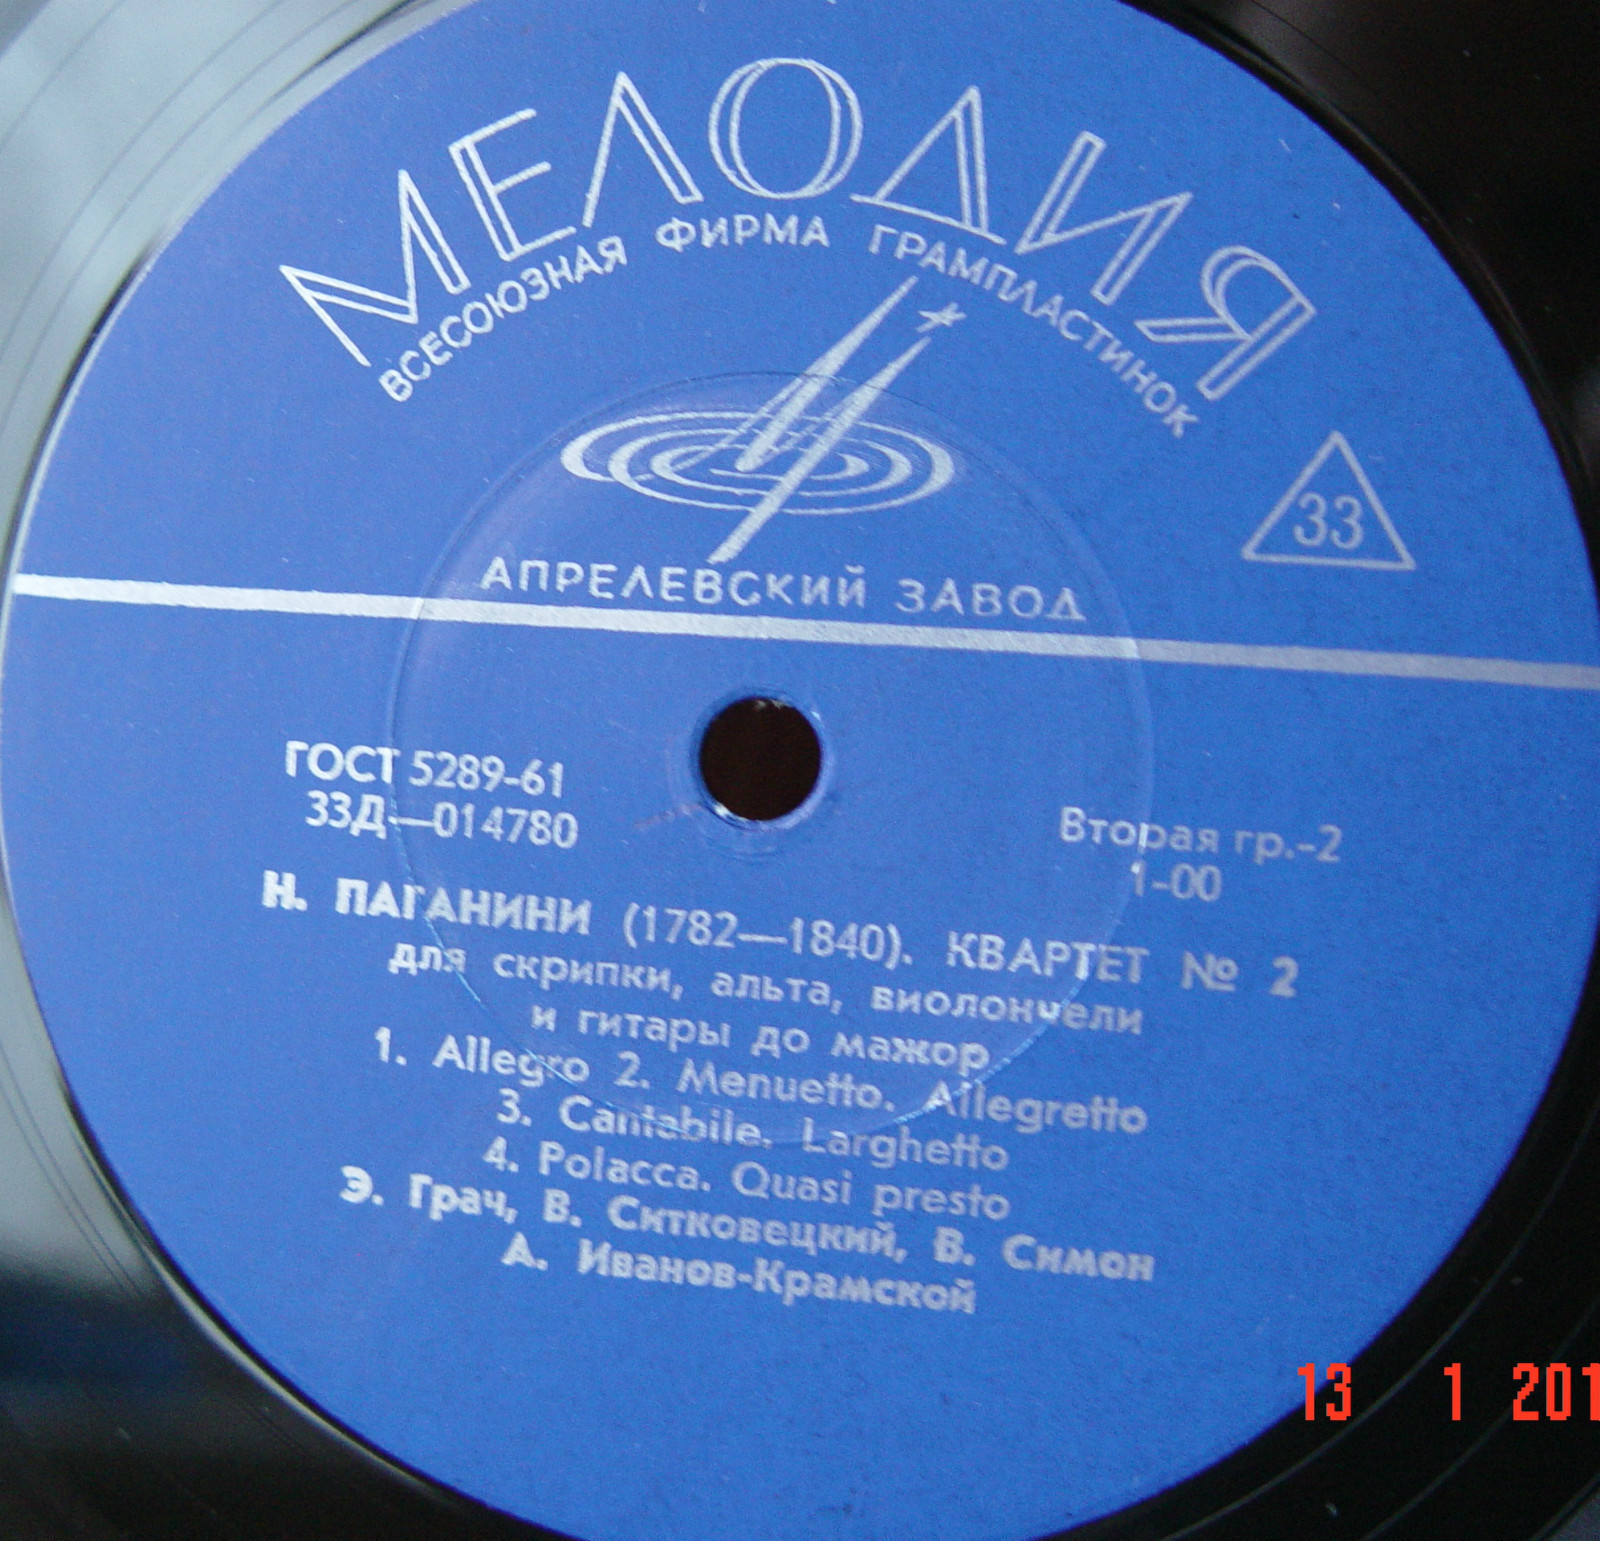 МЕЛОДИЯ
ВСЕСОЮЗНАЯ ФИРМА ГРАМПЛАСТИНОК
33
АПРЕЛЕВСКИЙ ЗАВОД
ГОСТ 5289-61
33Д—014780
Вторая гр.-2
1-00
Н. ПАГАНИНИ (1782—1840). КВАРТЕТ № 2
для скрипки, альта, виолончели
и гитары до мажор
1. Allegro 2. Menuetto. Allegretto
3. Cantabile. Larghetto
4. Polacca. Quasi presto
Э. Грач, В. Ситковецкий, В. Симон
А. Иванов-Крамской
13 1 201